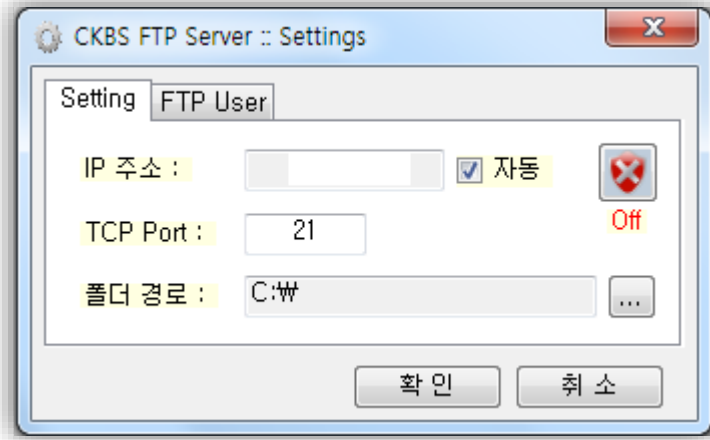 CKBS FTP Server :: Settings
Setting FTP User
IP 주소 : 자동
Off
TCP Port : 21
폴더 경로 : C:₩ ...
확 인 취 소